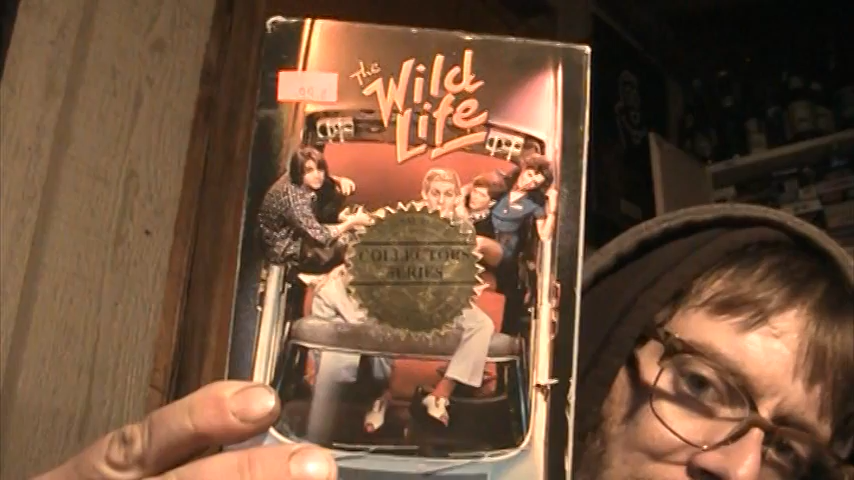 The
Wild
Life
COLLECTORS
SERIES